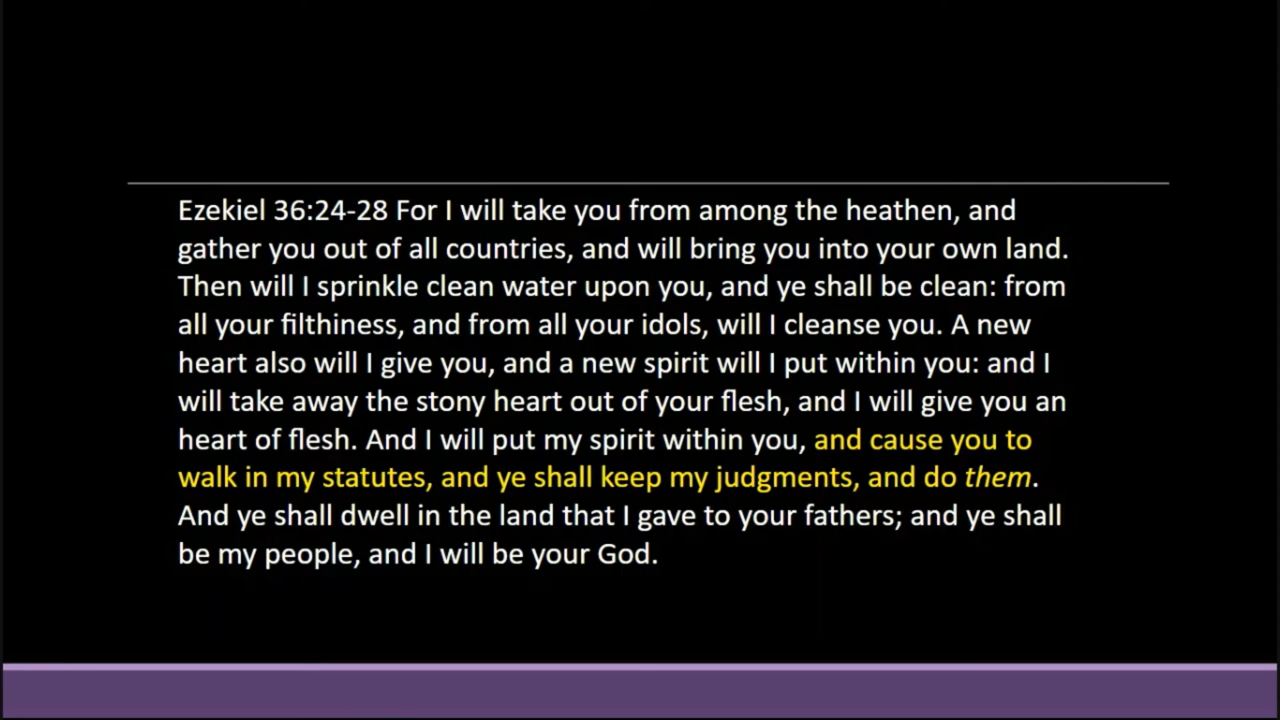 Ezekiel 36:24-28 For I will take you from among the heathen, and
gather you out of all countries, and will bring you into your own land.
Then will I sprinkle clean water upon you, and ye shall be clean: from
all your filthiness, and from all your idols, will I cleanse you. A new
heart also will I give you, and a new spirit will I put within you: and I
will take away the stony heart out of your flesh, and I will give you an
heart of flesh. And I will put my spirit within you, and cause you to
walk in my statutes, and ye shall keep my judgments, and do them.
And ye shall dwell in the land that I gave to your fathers; and ye shall
be my people, and I will be your God.